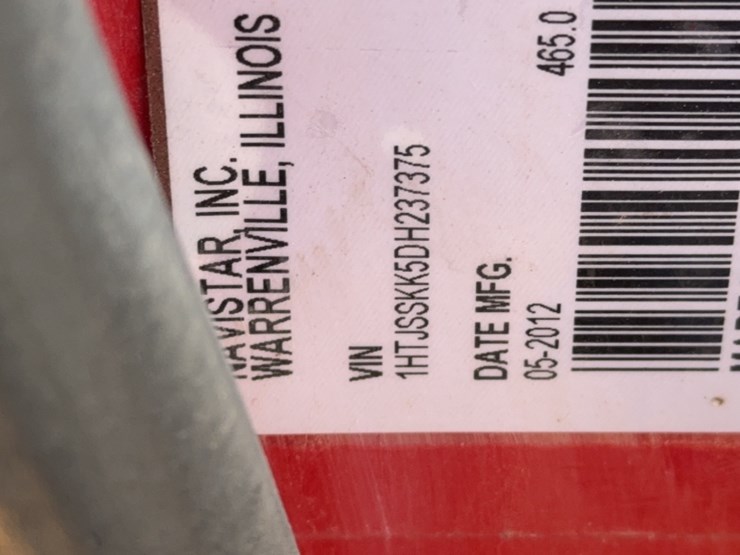 NAVISTAR, INC.
WARRENVILLE, ILLINOIS
VIN
1HTJSSKK5DH237375
DATE MFG.
05-2012
465.0